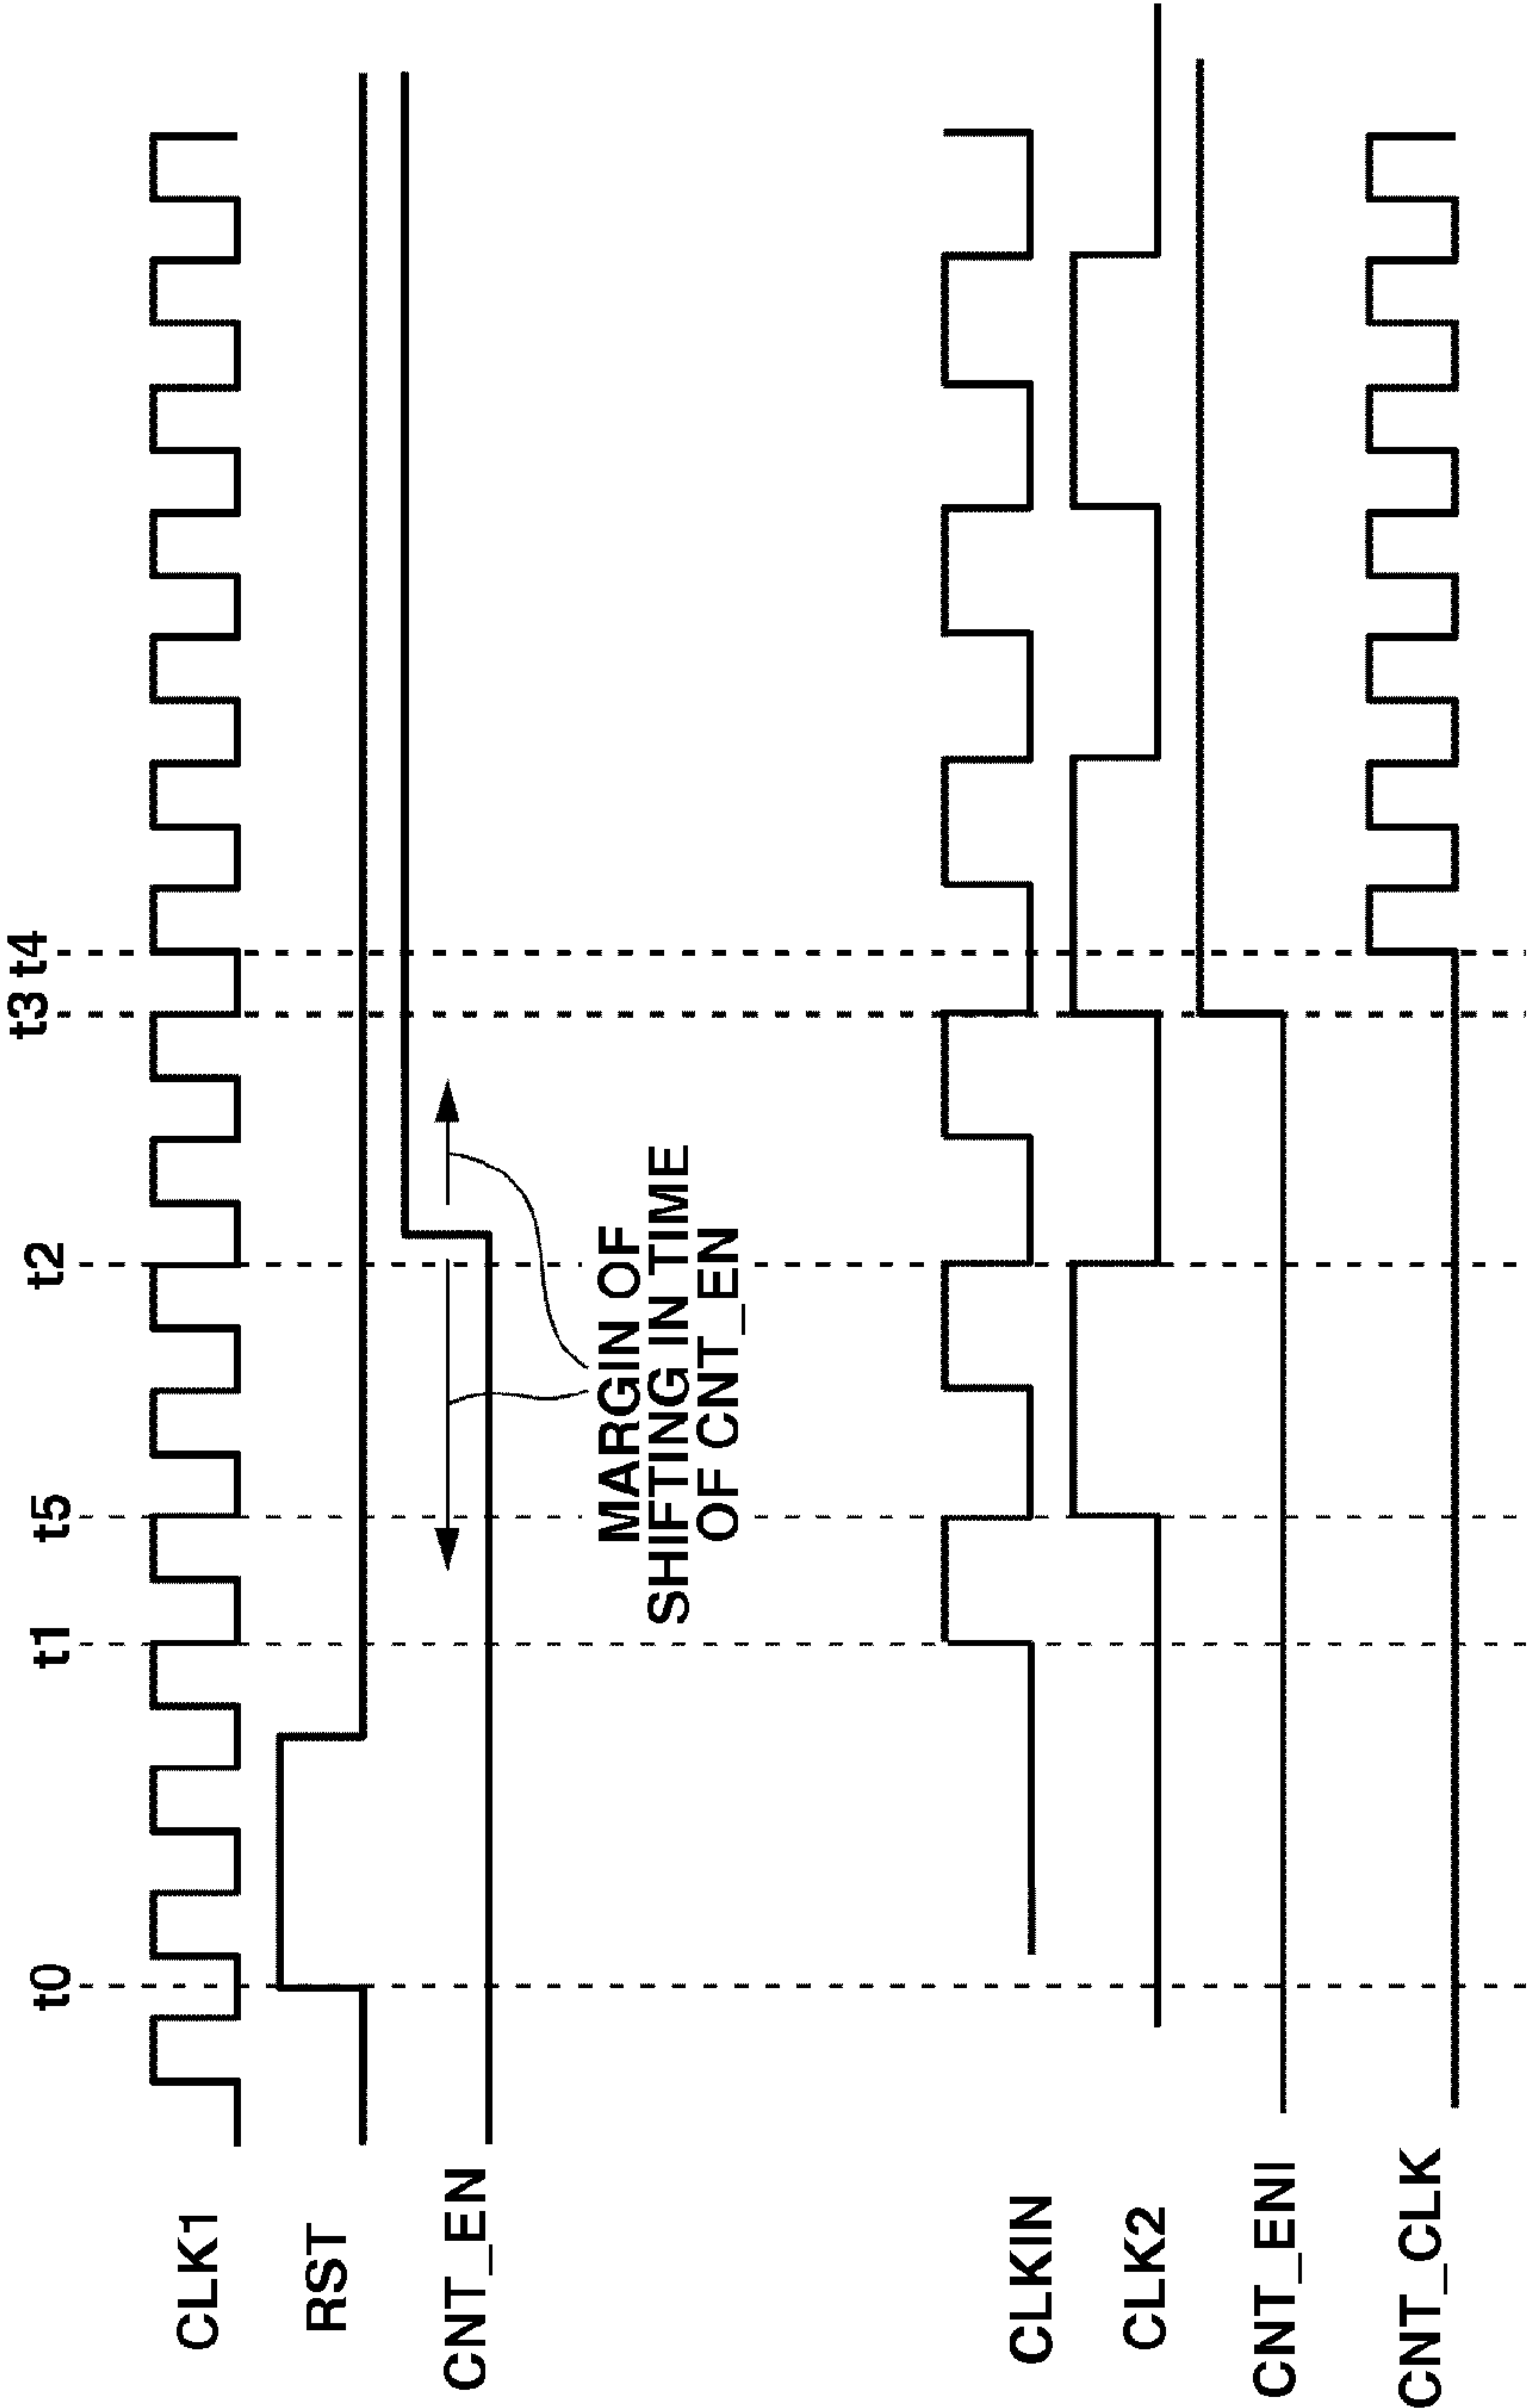 t0
t1
t5
t2
t3
t4
CLK1
RST
CNT_EN
MARGIN OF
SHIFTING IN TIME
OF CNT_EN
CLKIN
CLK2
CNT_ENI
CNT_CLK